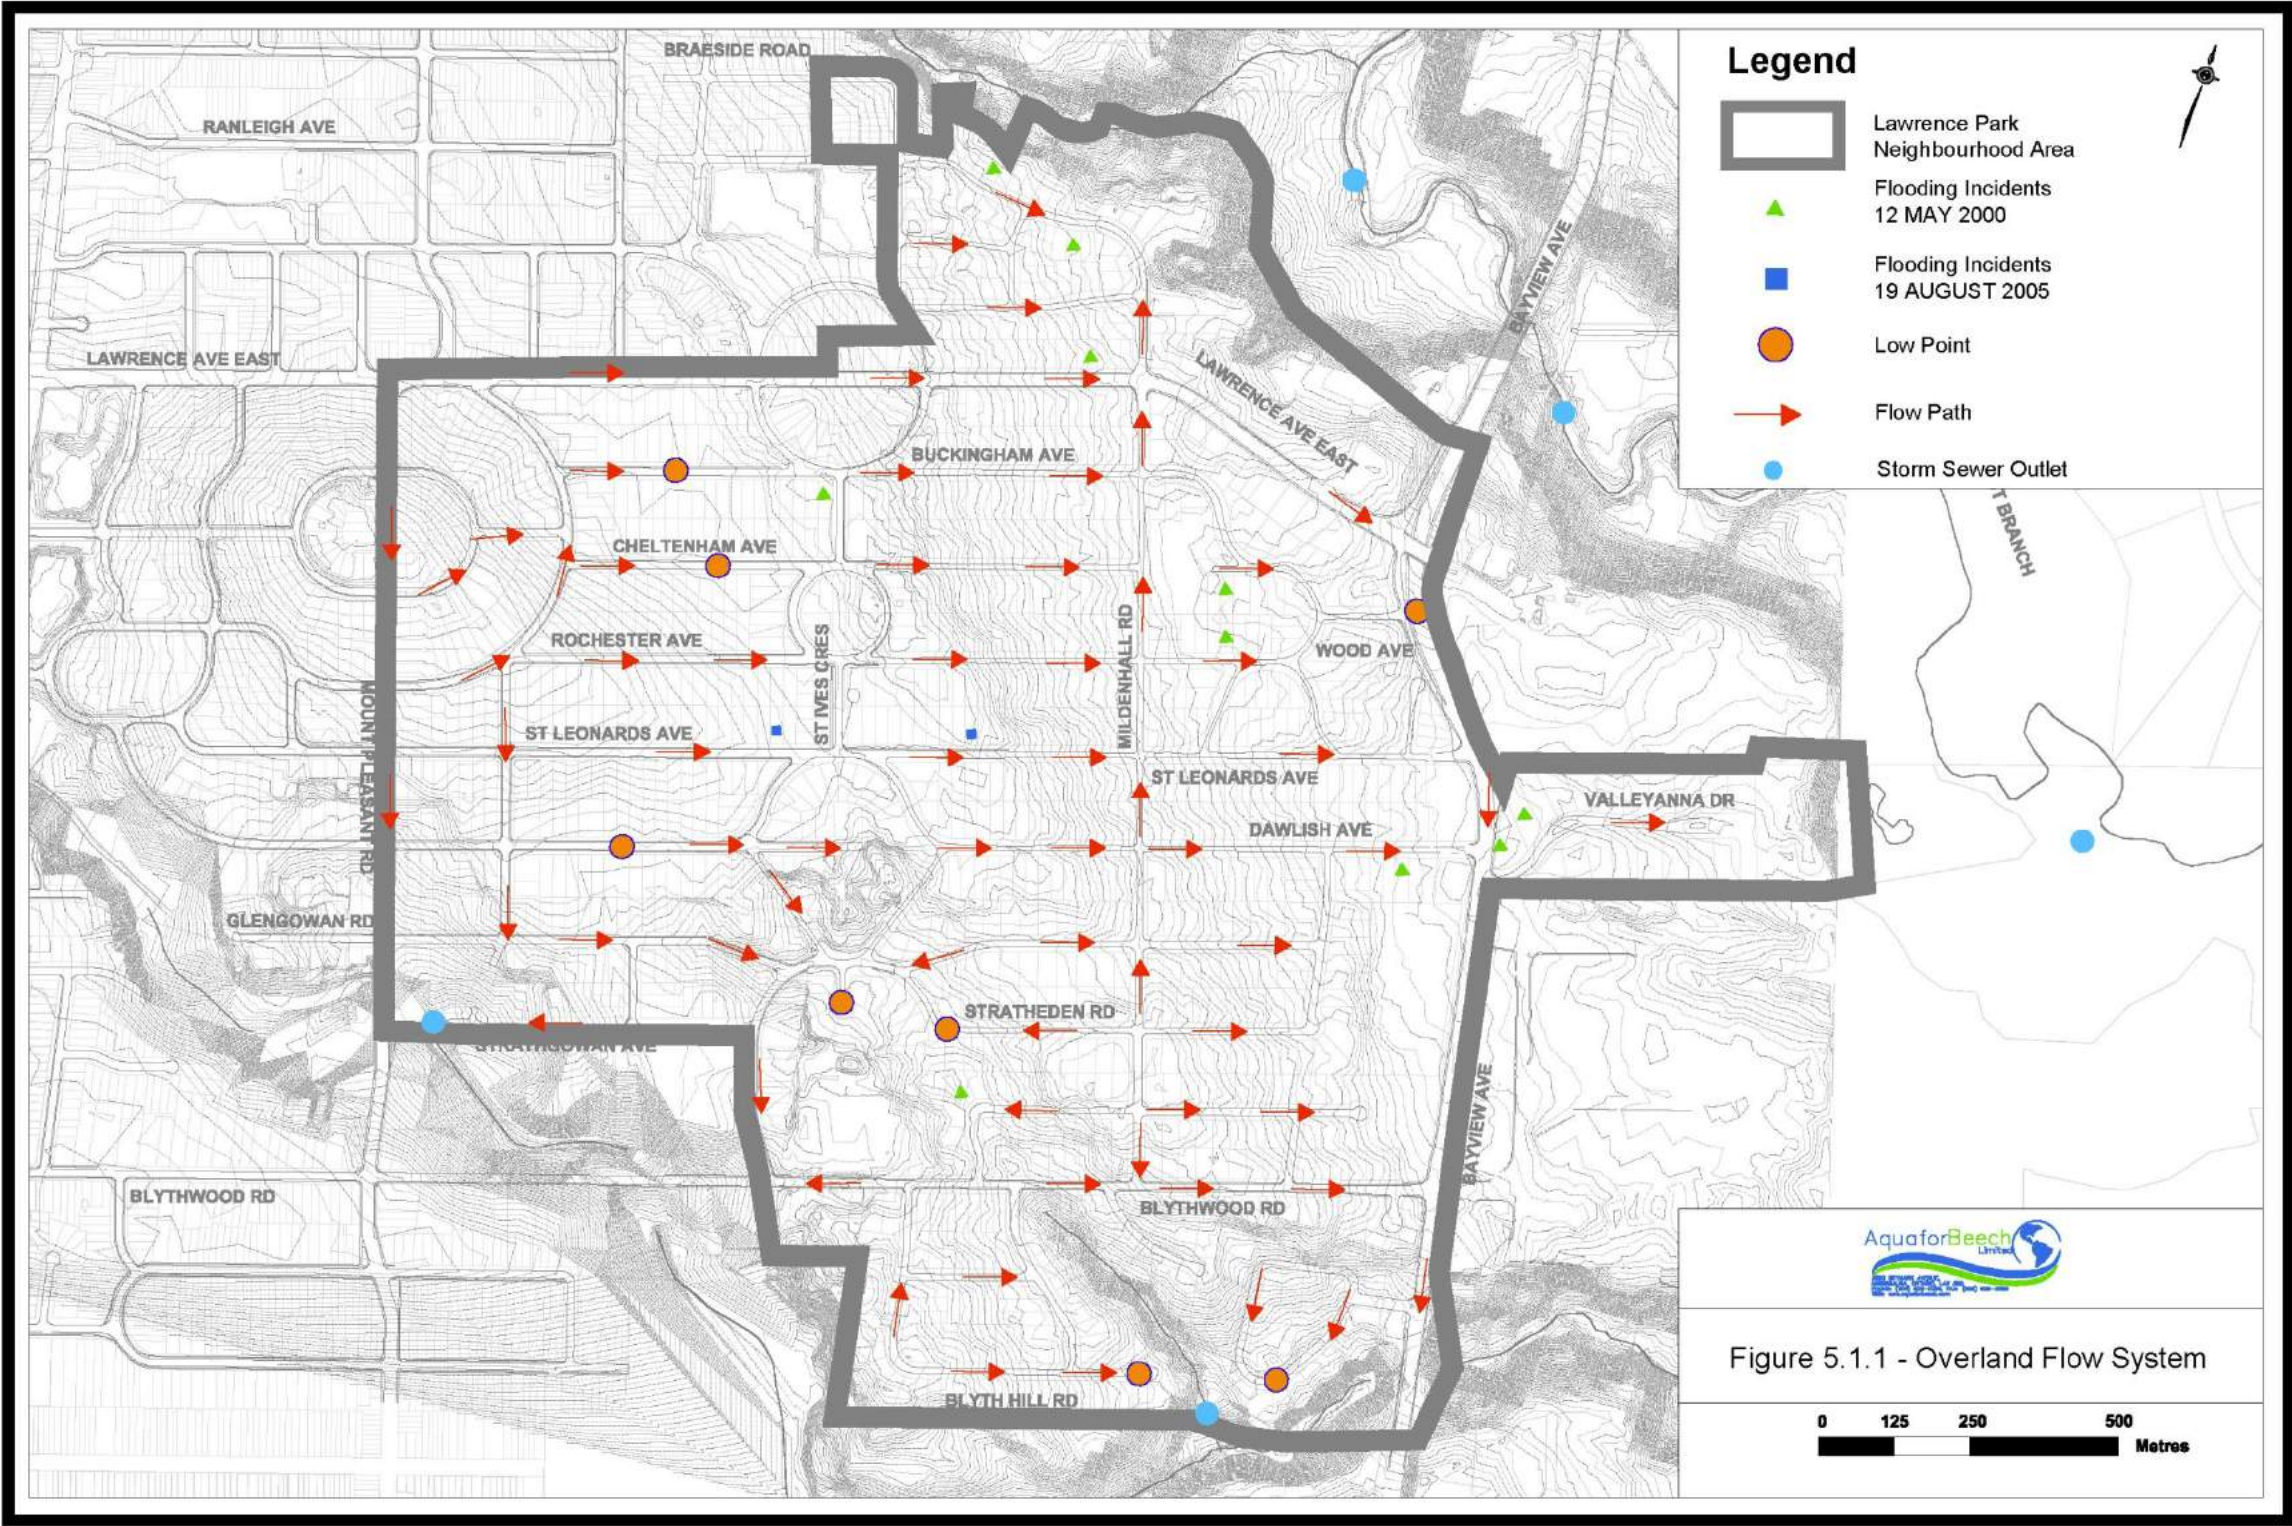 BRAESIDE ROAD
RANLEIGH AVE
LAWRENCE AVE EAST
BAYVIEW AVE
LAWRENCE AVE EAST
BUCKINGHAM AVE
CHELTENHAM AVE
ROCHESTER AVE
WOOD AVE
ST IVES CRES
MILDENHALL RD
MOUNT PLEASANT RD
ST LEONARDS AVE
ST LEONARDS AVE
VALLEYANNA DR
DAWLISH AVE
GLENGOWAN RD
STRATHEDEN RD
STRATHGOWAN AVE
BAYVIEW AVE
BLYTHWOOD RD
BLYTHWOOD RD
BLYTH HILL RD
T BRANCH
Legend
Lawrence Park
Neighbourhood Area
Flooding Incidents
12 MAY 2000
Flooding Incidents
19 AUGUST 2005
Low Point
Flow Path
Storm Sewer Outlet
AquaforBeech
Limited
Figure 5.1.1 - Overland Flow System
0 125 250 500
Metres